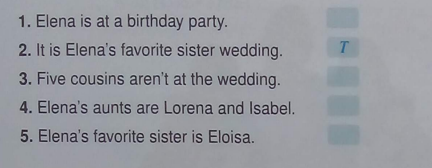 1. Elena is at a birthday party.
2. It is Elena's favorite sister wedding. T
3. Five cousins aren't at the wedding.
4. Elena's aunts are Lorena and Isabel.
5. Elena's favorite sister is Eloisa.